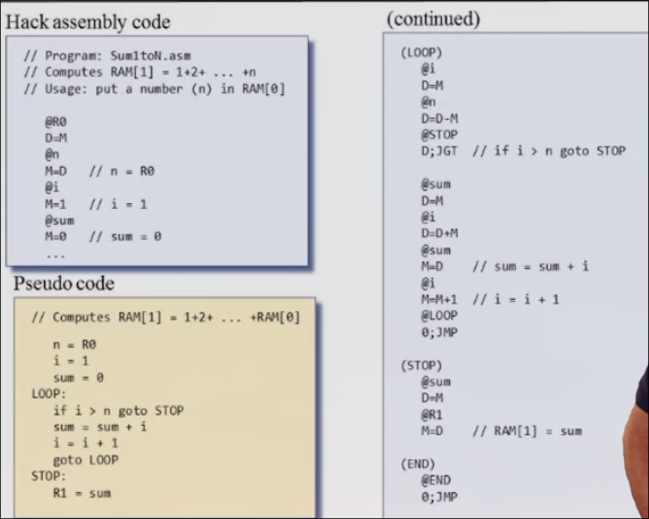 Hack assembly code
// Program: Sum1toN.asm
// Computes RAM[1] = 1+2+ ... +n
// Usage: put a number (n) in RAM[0]
@R0
D=M
@n
M=D // n = R0
@i
M=1 // i = 1
@sum
M=0 // sum = 0
...
Pseudo code
// Computes RAM[1] = 1+2+ ... +RAM[0]
n = R0
i = 1
sum = 0
LOOP:
if i > n goto STOP
sum = sum + i
i = i + 1
goto LOOP
STOP:
R1 = sum
(continued)
(LOOP)
@i
D=M
@n
D=D-M
@STOP
D;JGT // if i > n goto STOP
@sum
D=M
@i
D=D+M
@sum
M=D // sum = sum + i
@i
M=M+1 // i = i + 1
@LOOP
0;JMP
(STOP)
@sum
D=M
@R1
M=D // RAM[1] = sum
(END)
@END
0;JMP